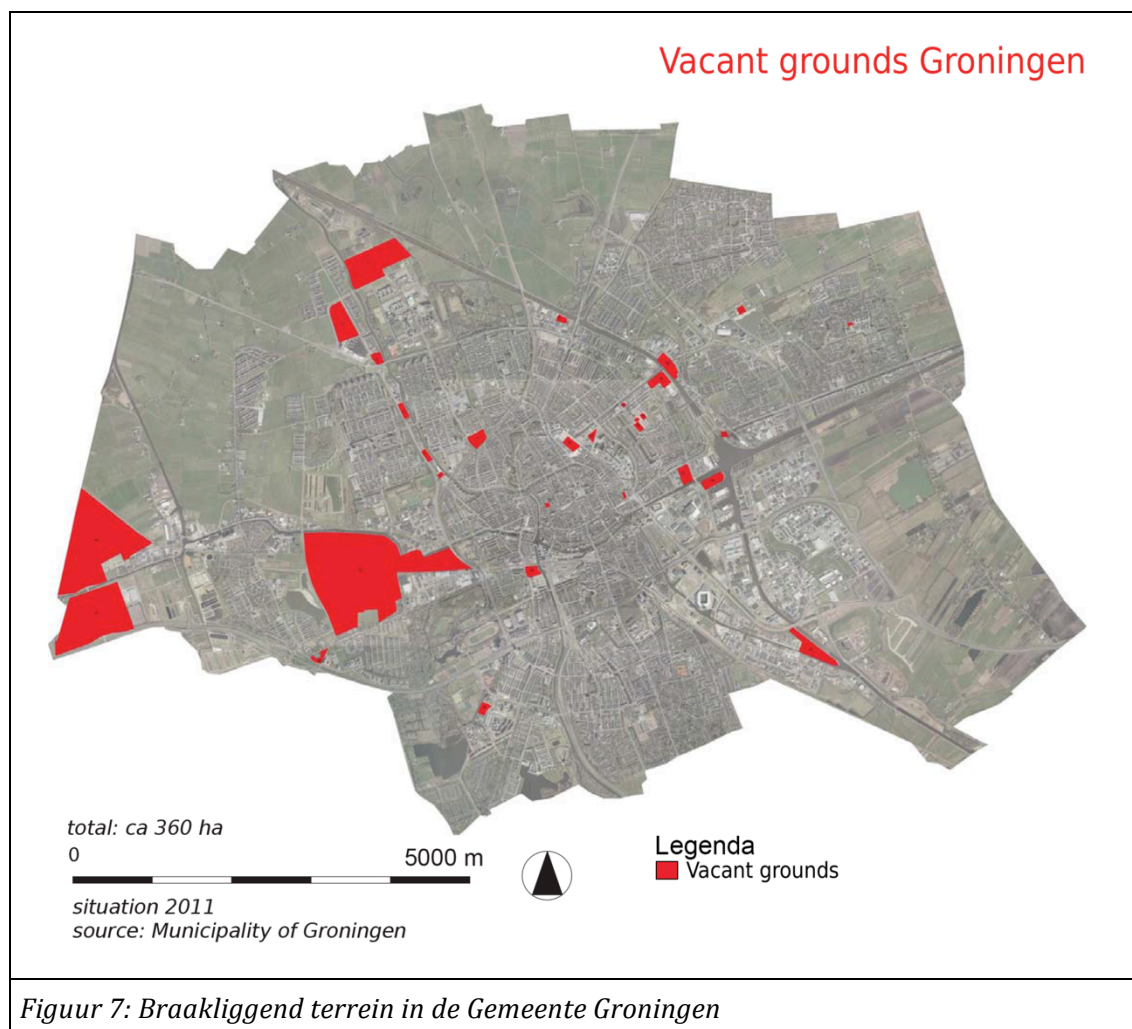 Vacant grounds Groningen
total: ca 360 ha
0 5000 m
situation 2011
source: Municipality of Groningen
Legenda
Vacant grounds
Figuur 7: Braakliggend terrein in de Gemeente Groningen